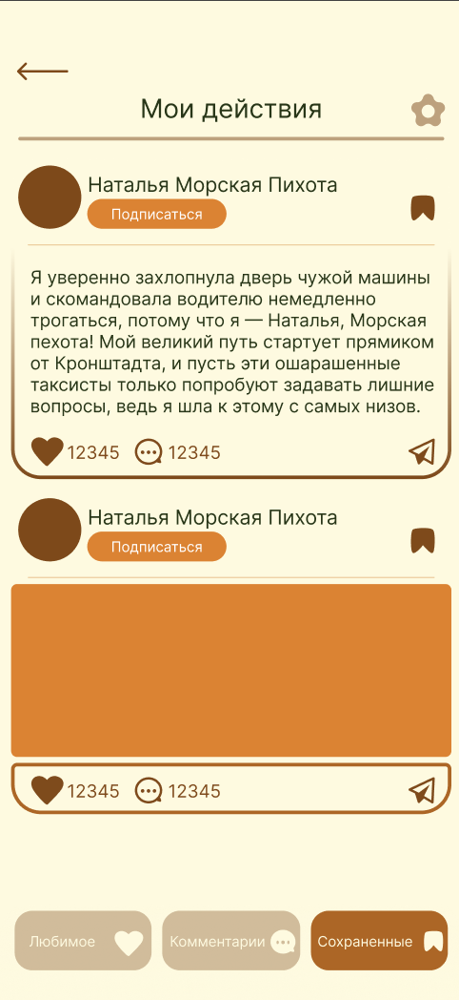 Мои действия
Наталья Морская Пихота
Подписаться
Я уверенно захлопнула дверь чужой машины
и скомандовала водителю немедленно
трогаться, потому что я — Наталья, Морская
пехота! Мой великий путь стартует прямиком
от Кронштадта, и пусть эти ошарашенные
таксисты только попробуют задавать лишние
вопросы, ведь я шла к этому с самых низов.
12345 12345
Наталья Морская Пихота
Подписаться
12345 12345
Любимое Комментарии Сохраненные